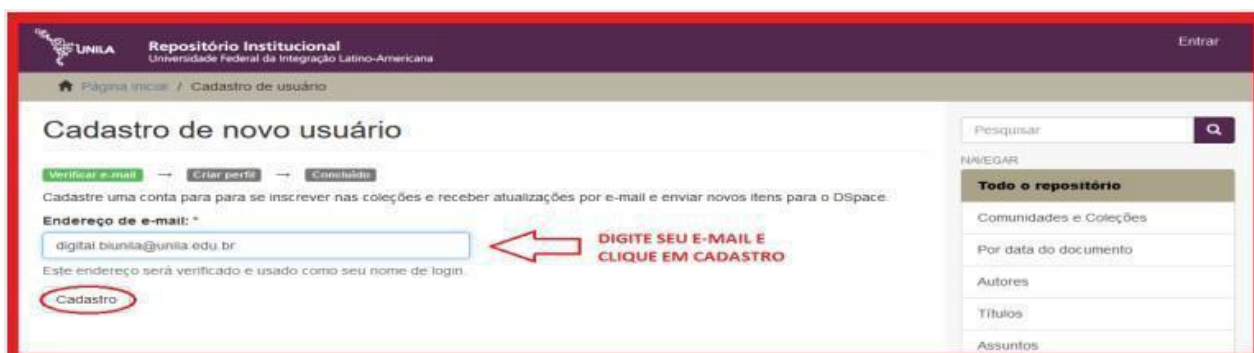 UNILA
Repositório Institucional
Universidade Federal da Integração Latino-Americana
Entrar
Página inicial / Cadastro de usuário
Cadastro de novo usuário
Verificar e-mail → Criar perfil → Concluído
Cadastre uma conta para para se inscrever nas coleções e receber atualizações por e-mail e enviar novos itens para o DSpace.
Endereço de e-mail: *
digital.biunila@unila.edu.br
DIGITE SEU E-MAIL E
CLIQUE EM CADASTRO
Este endereço será verificado e usado como seu nome de login.
Cadastro
Pesquisar
NAVEGAR
Todo o repositório
Comunidades e Coleções
Por data do documento
Autores
Títulos
Assuntos